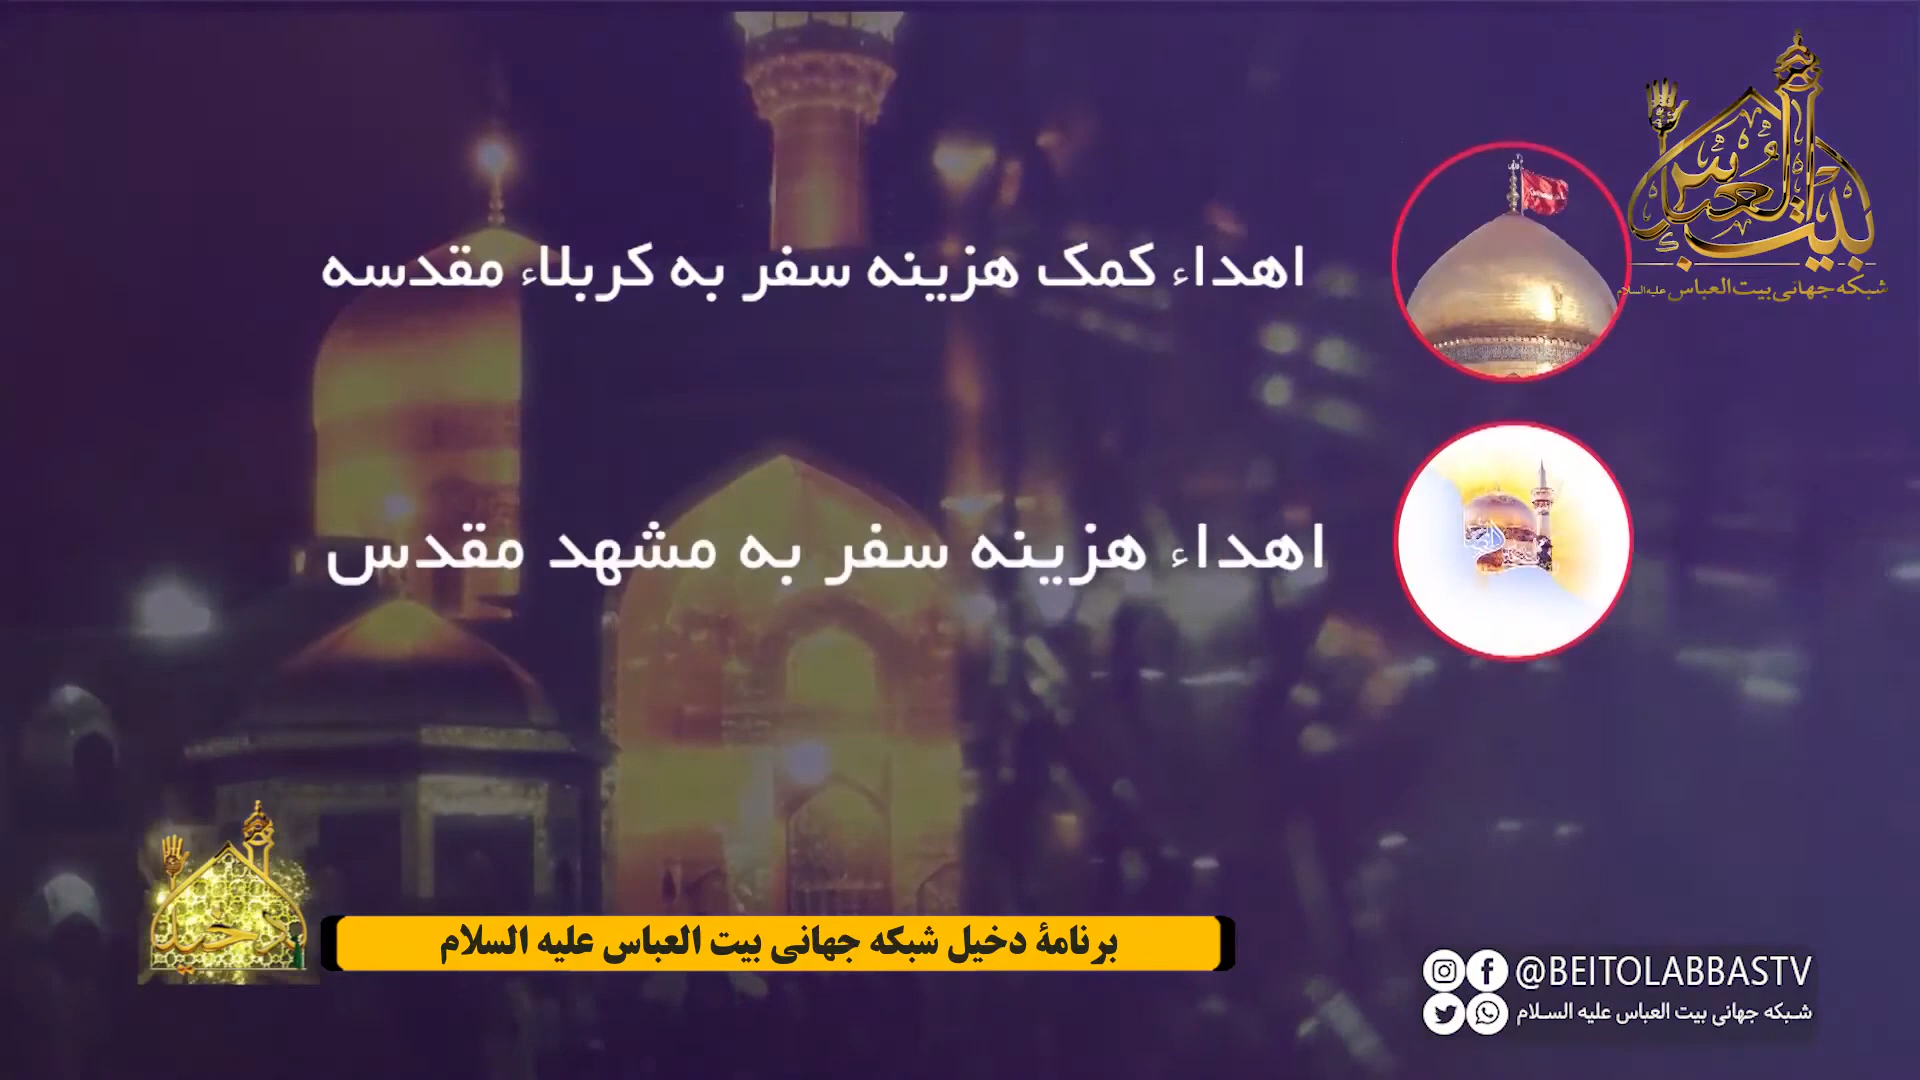 بیت العباس
شبکه جهانی بیت العباس علیه السلام
اهداء کمک هزینه سفر به کربلاء مقدسه
اهداء هزینه سفر به مشهد مقدس
دخیل
برنامهٔ دخیل شبکه جهانی بیت العباس علیه السلام
@BEITOLABBASTV
شبکه جهانی بیت العباس علیه السلام